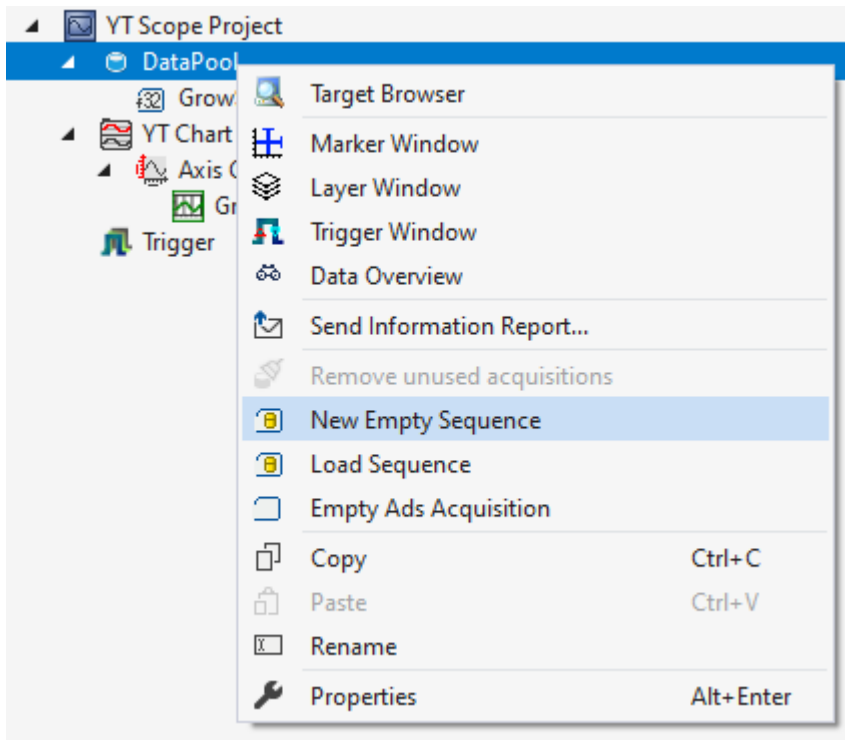 YT Scope Project
DataPool
Grow
YT Chart
Axis
Gr
Trigger
Target Browser
Marker Window
Layer Window
Trigger Window
Data Overview
Send Information Report...
Remove unused acquisitions
New Empty Sequence
Load Sequence
Empty Ads Acquisition
Copy Ctrl+C
Paste Ctrl+V
Rename
Properties Alt+Enter